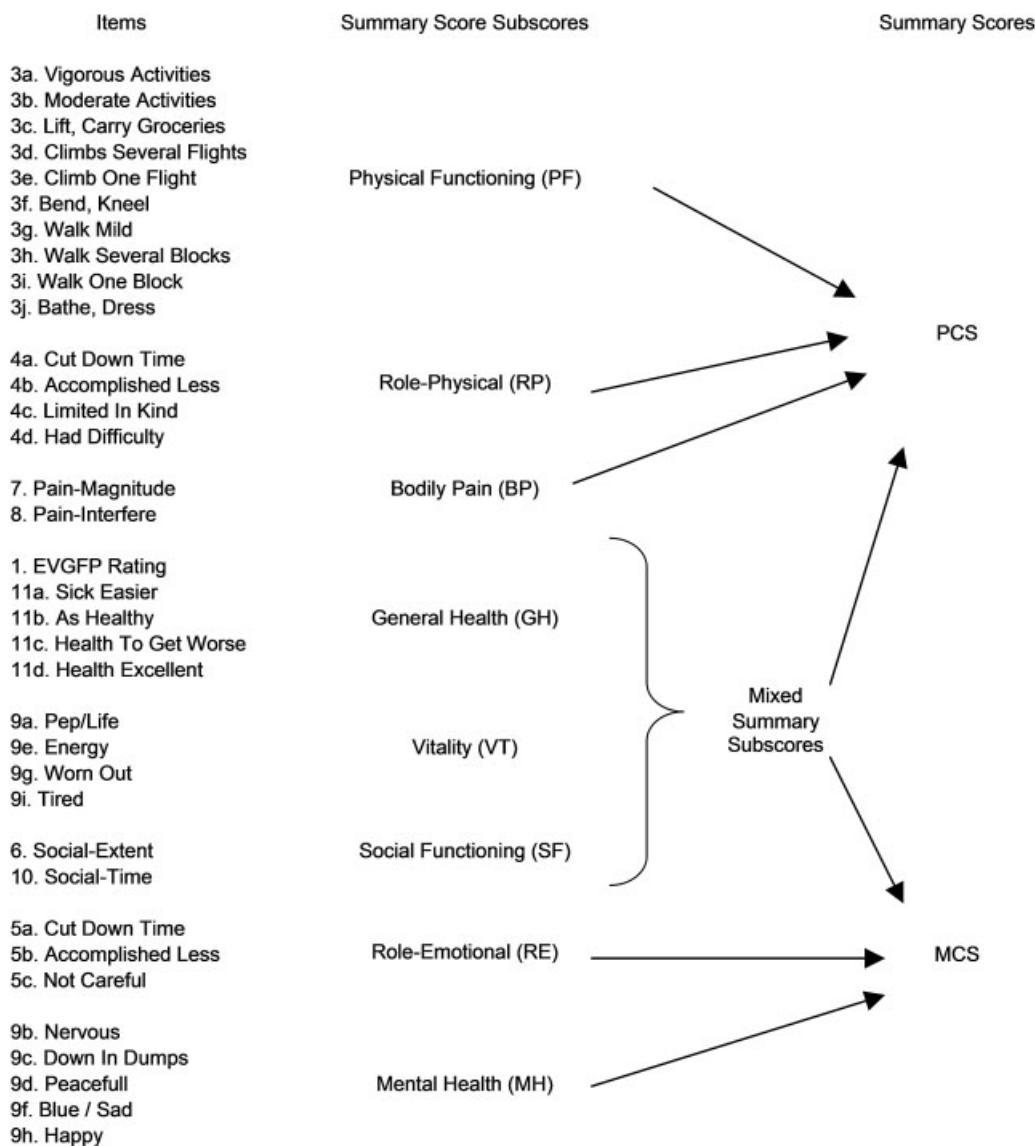 Items Summary Score Subscores Summary Scores
3a. Vigorous Activities
3b. Moderate Activities
3c. Lift, Carry Groceries
3d. Climbs Several Flights
3e. Climb One Flight
Physical Functioning (PF)
3f. Bend, Kneel
3g. Walk Mild
3h. Walk Several Blocks
3i. Walk One Block
3j. Bathe, Dress
PCS
4a. Cut Down Time
4b. Accomplished Less
Role-Physical (RP)
4c. Limited In Kind
4d. Had Difficulty
7. Pain-Magnitude
Bodily Pain (BP)
8. Pain-Interfere
1. EVGFP Rating
11a. Sick Easier
11b. As Healthy
General Health (GH)
11c. Health To Get Worse
11d. Health Excellent
Mixed
Summary
Subscores
9a. Pep/Life
9e. Energy
Vitality (VT)
9g. Worn Out
9i. Tired
6. Social-Extent
Social Functioning (SF)
10. Social-Time
5a. Cut Down Time
5b. Accomplished Less
Role-Emotional (RE)
MCS
5c. Not Careful
9b. Nervous
9c. Down In Dumps
9d. Peacefull
Mental Health (MH)
9f. Blue / Sad
9h. Happy